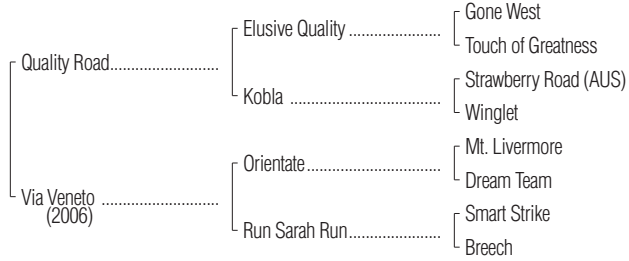 Gone West
Elusive Quality
Touch of Greatness
Quality Road
Strawberry Road (AUS)
Kobla
Winglet
Mt. Livermore
Orientate
Dream Team
Via Veneto
(2006)
Smart Strike
Run Sarah Run
Breech